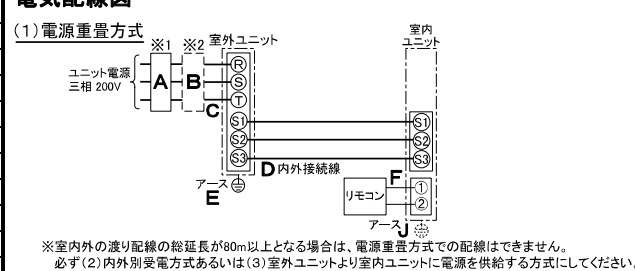 電気配線図
(1)電源重畳方式
※1 ※2 室外ユニット
室内
ユニット
ユニット電源
三相 200V
A B C
R
S
T
S1
S2
S3
S1
S2
S3
D 内外接続線
アース
E
F
リモコン
①
②
アース J
※室内外の渡り配線の総延長が80m以上となる場合は、電源重畳方式での配線はできません。
必ず(2)内外別受電方式あるいは(3)室外ユニットより室内ユニットに電源を供給する方式にしてください。